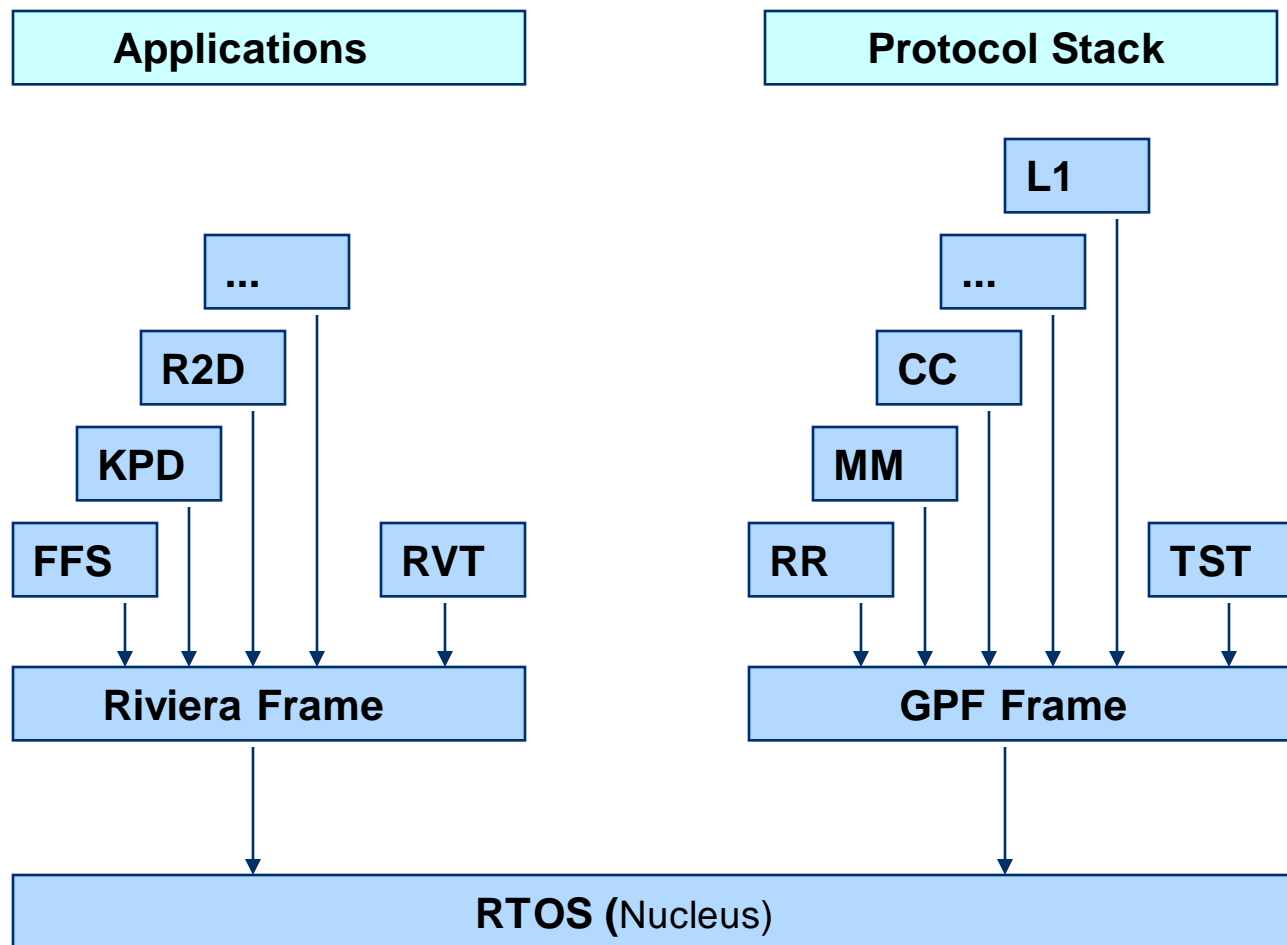 Applications
Protocol Stack
L1
...
...
R2D
CC
KPD
MM
FFS
RVT
RR
TST
Riviera Frame
GPF Frame
RTOS (Nucleus)